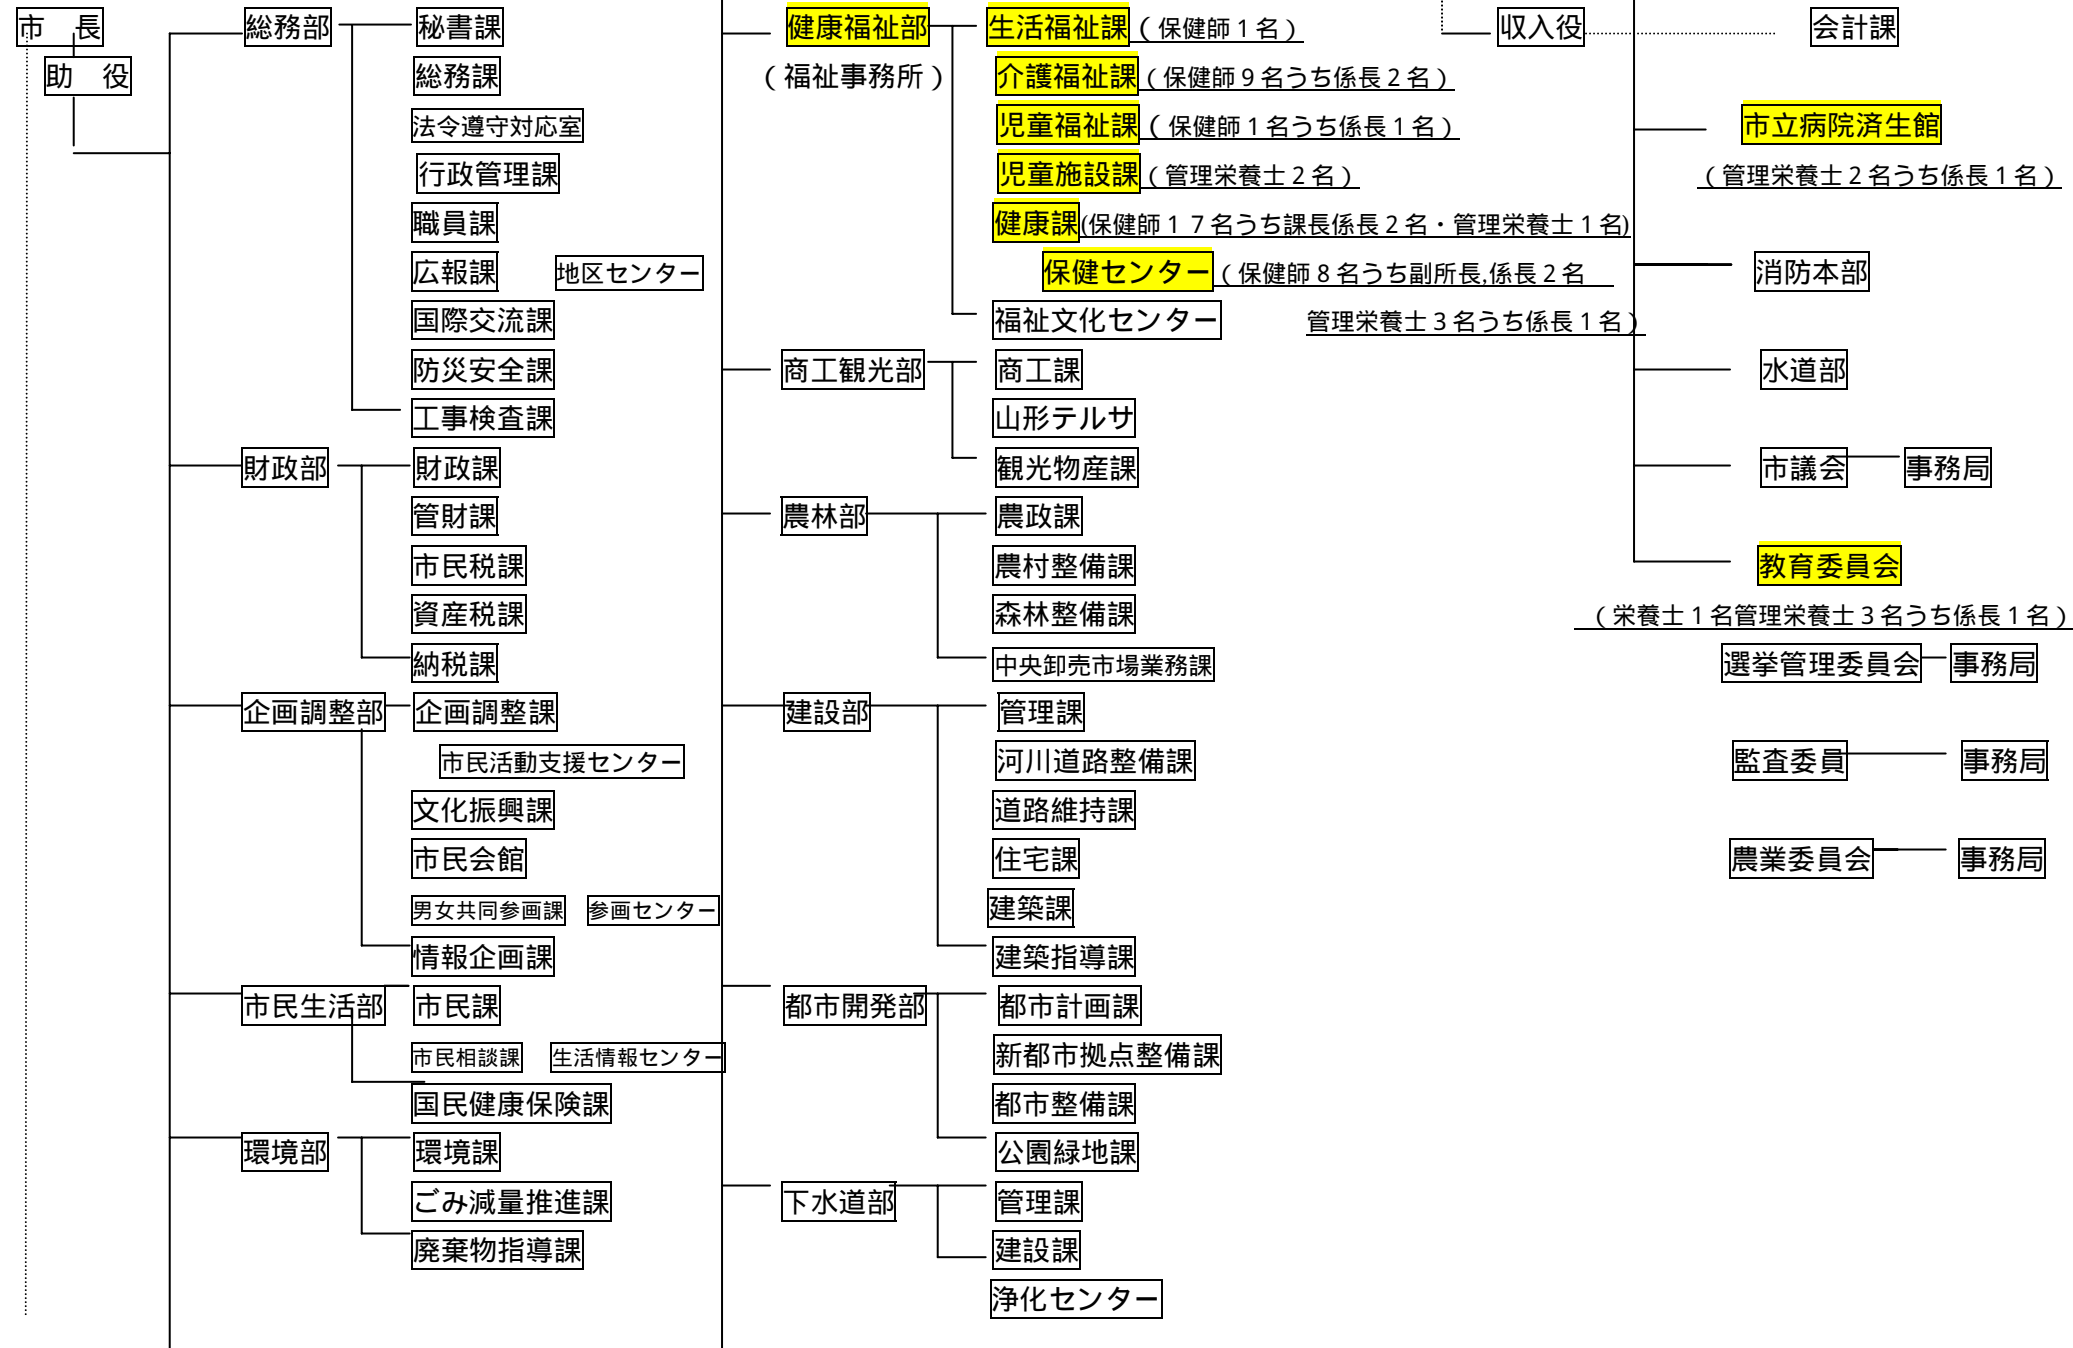 市　長
助　役
総務部
秘書課
総務課
法令遵守対応室
行政管理課
職員課
広報課　地区センター
国際交流課
防災安全課
工事検査課
財政部
財政課
管財課
市民税課
資産税課
納税課
企画調整部
企画調整課
市民活動支援センター
文化振興課
市民会館
男女共同参画課　参画センター
情報企画課
市民生活部
市民課
市民相談課　生活情報センター
国民健康保険課
環境部
環境課
ごみ減量推進課
廃棄物指導課
健康福祉部
（福祉事務所）
生活福祉課（保健師１名）
介護福祉課（保健師９名うち係長２名）
児童福祉課（保健師１名うち係長１名）
児童施設課（管理栄養士２名）
健康課(保健師１７名うち課長係長２名・管理栄養士１名)
保健センター（保健師８名うち副所長,係長２名
管理栄養士３名うち係長１名）
福祉文化センター
商工観光部
商工課
山形テルサ
観光物産課
農林部
農政課
農村整備課
森林整備課
中央卸売市場業務課
建設部
管理課
河川道路整備課
道路維持課
住宅課
建築課
建築指導課
都市開発部
都市計画課
新都市拠点整備課
都市整備課
公園緑地課
下水道部
管理課
建設課
浄化センター
収入役
会計課
市立病院済生館
（管理栄養士２名うち係長１名）
消防本部
水道部
市議会　事務局
教育委員会
（栄養士１名管理栄養士３名うち係長１名）
選挙管理委員会　事務局
監査委員　事務局
農業委員会　事務局